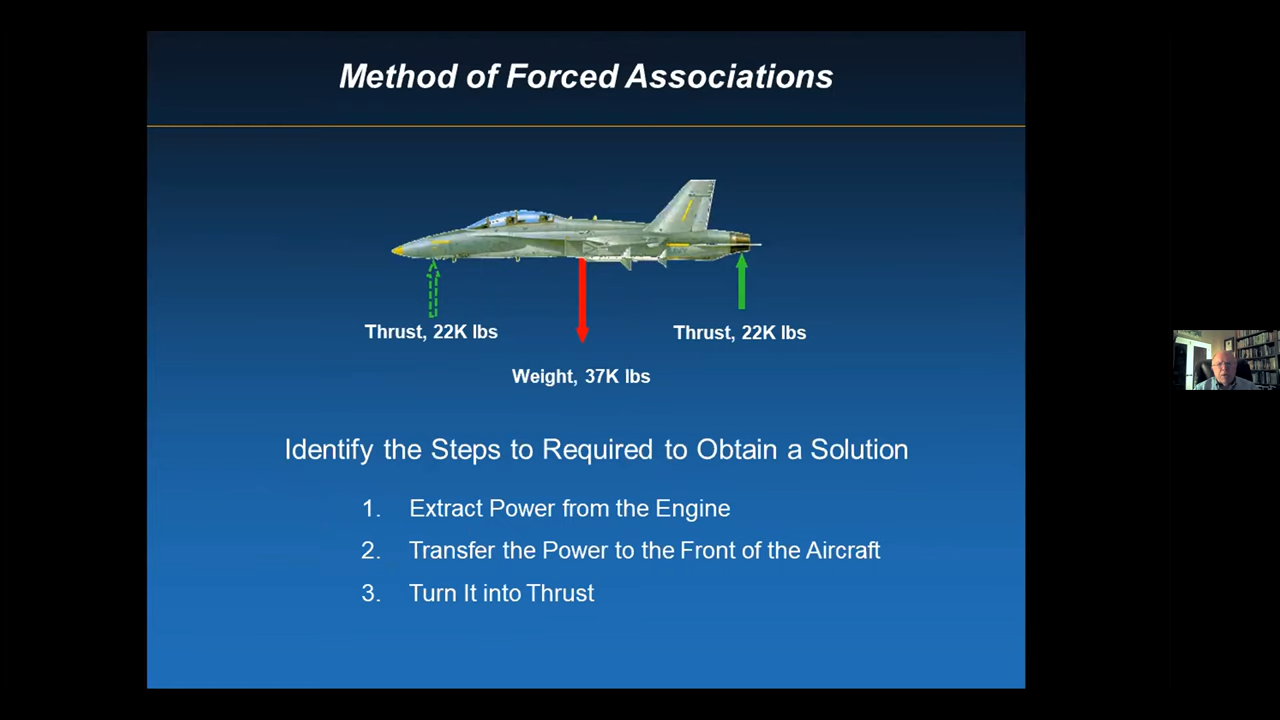 Method of Forced Associations
Thrust, 22K lbs
Thrust, 22K lbs
Weight, 37K lbs
Identify the Steps to Required to Obtain a Solution
1. Extract Power from the Engine
2. Transfer the Power to the Front of the Aircraft
3. Turn It into Thrust